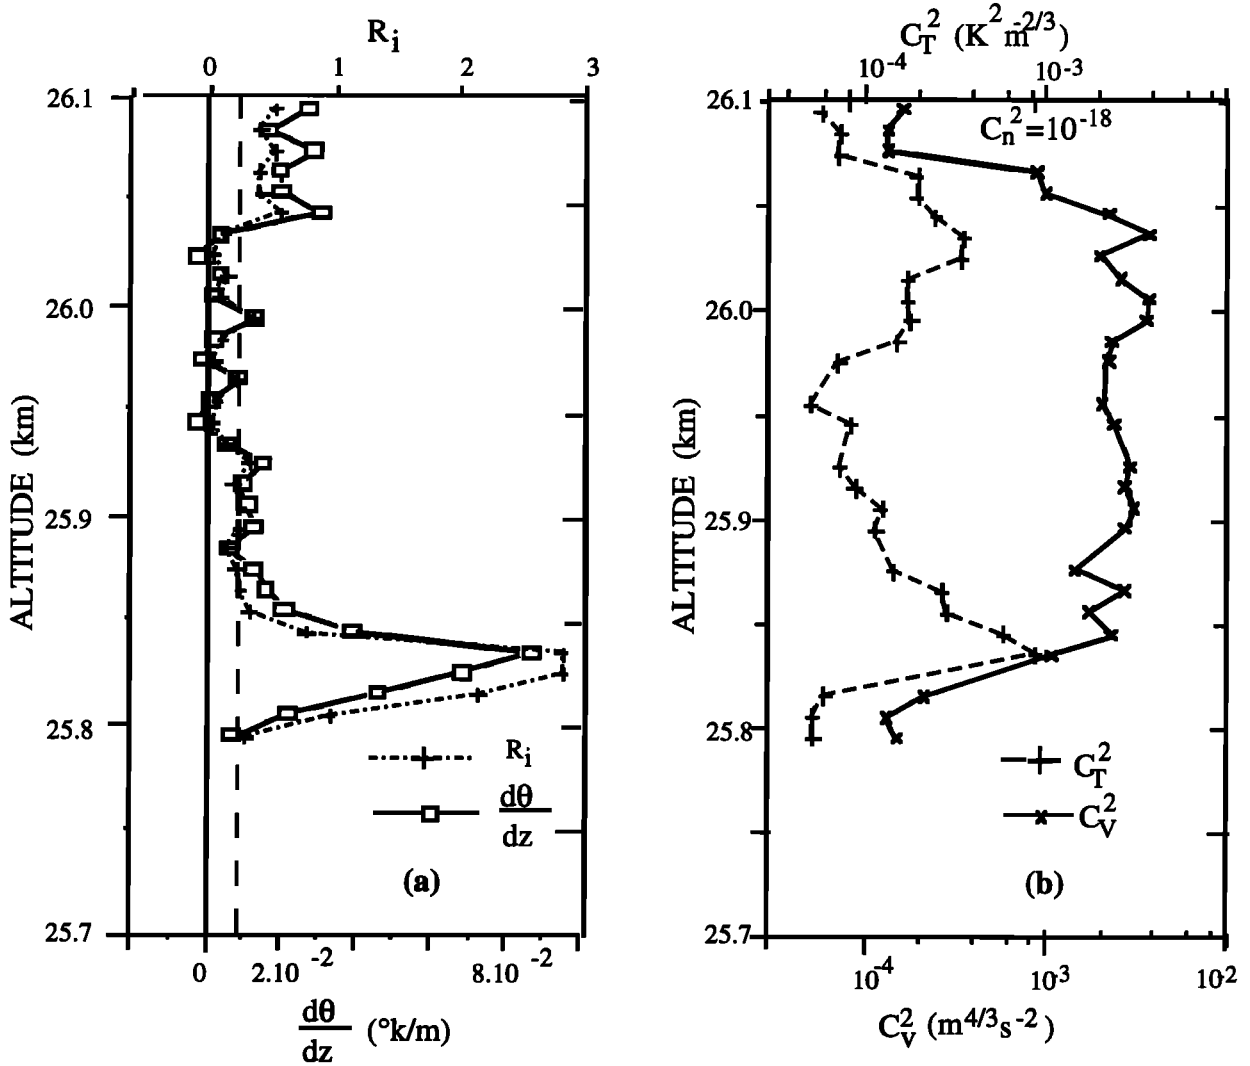 R_i
0 1 2 3
26.1
26.0
25.9
25.8
25.7
ALTITUDE (km)
R_i
dθ
dz
(a)
0 2.10^-2 8.10^-2
dθ
dz (°k/m)
C_T^2 (K^2 m^-2/3)
10^-4 10^-3
C_n^2=10^-18
26.1
26.0
25.9
25.8
25.7
ALTITUDE (km)
C_T^2
C_V^2
(b)
10^-4 10^-3 10^-2
C_V^2 (m^4/3 s^-2)